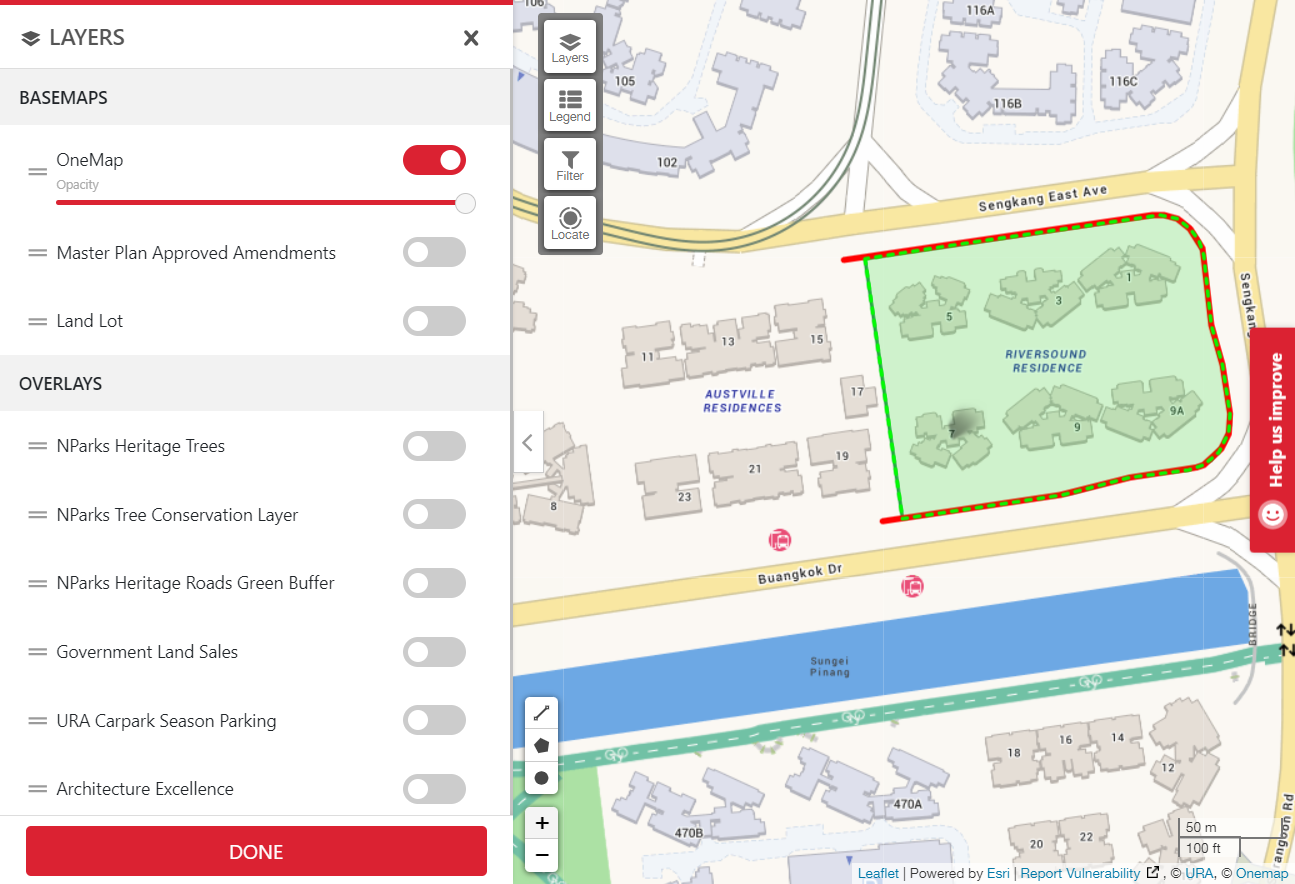 LAYERS
BASEMAPS
OneMap
Opacity
Master Plan Approved Amendments
Land Lot
OVERLAYS
NParks Heritage Trees
NParks Tree Conservation Layer
NParks Heritage Roads Green Buffer
Government Land Sales
URA Carpark Season Parking
Architecture Excellence
DONE
Layers
Legend
Filter
Locate
106
105
102
116A
116B
116C
Sengkang East Ave
Sengkang
5
3
1
RIVERSOUND
RESIDENCE
7
9
9A
11
13
15
17
AUSTVILLE
RESIDENCES
19
21
23
8
Buangkok Dr
Sungei
Pinang
BRIDGE
Help us improve
18
16
14
12
20
22
470A
470B
+
−
50 m
100 ft
Leaflet | Powered by Esri | Report Vulnerability , © URA, © Onemap